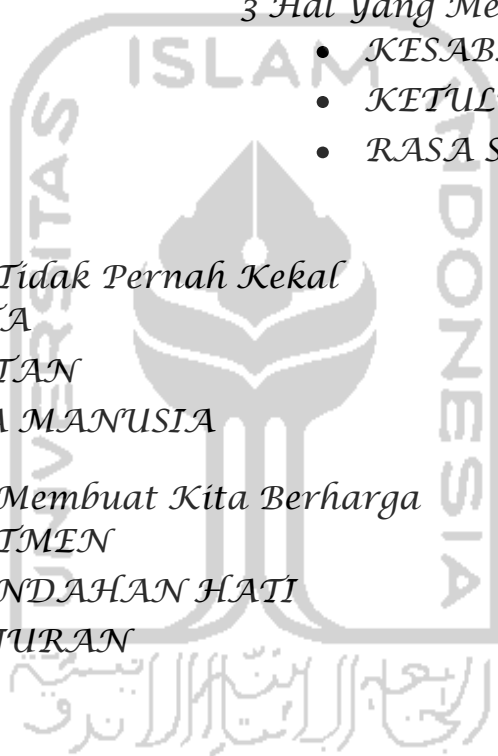 3 Hal Yang Me
• KESAB
• KETUL
• RASA S
Tidak Pernah Kekal
TA
TAN
A MANUSIA
Membuat Kita Berharga
TMEN
NDAHAN HATI
JURAN
ISLAM
UNIVERSITAS
INDONESIA